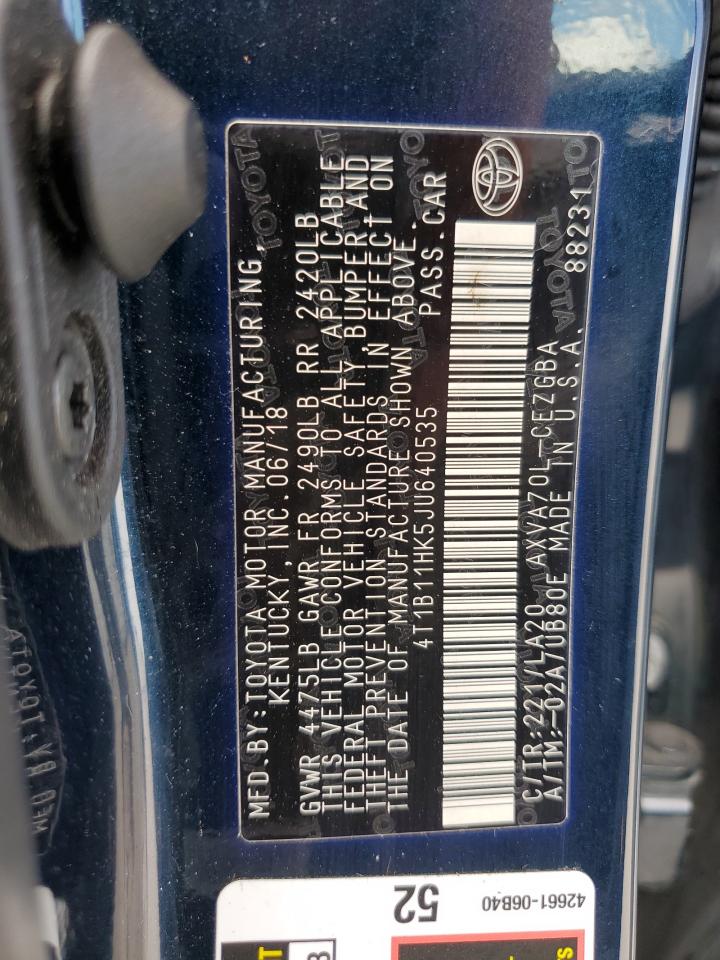 MFD.BY:TOYOTA MOTOR MANUFACTURING,
KENTUCKY, INC. 06/18
GVWR 4475LB GAWR FR 2490LB RR 2420LB
THIS VEHICLE CONFORMS TO ALL APPLICABLE
FEDERAL MOTOR VEHICLE SAFETY, BUMPER, AND
THEFT PREVENTION STANDARDS IN EFFECT ON
THE DATE OF MANUFACTURE SHOWN ABOVE.
4T1B11HK5JU640535 PASS.CAR
C/TR:221/LA20 AXVA70L-CEZGBA
A/TM:-02A/UB80E MADE IN U.S.A. 88231
52
42661-06B40